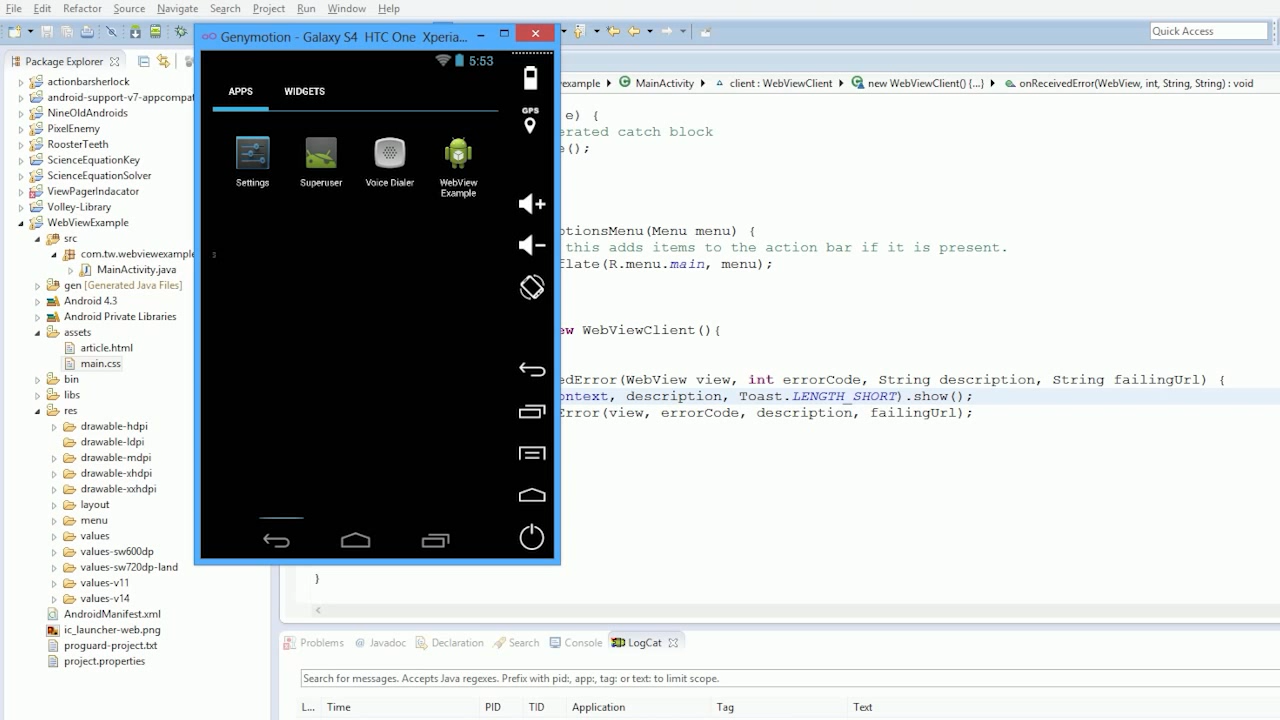 File Edit Refactor Source Navigate Search Project Run Window Help
Quick Access
Package Explorer
actionbarsherlock
android-support-v7-appcompat
NineOldAndroids
PixelEnemy
RoosterTeeth
ScienceEquationKey
ScienceEquationSolver
ViewPagerIndacator
Volley-Library
WebViewExample
src
com.tw.webviewexample
MainActivity.java
gen [Generated Java Files]
Android 4.3
Android Private Libraries
assets
article.html
main.css
bin
libs
res
drawable-hdpi
drawable-ldpi
drawable-mdpi
drawable-xhdpi
drawable-xxhdpi
layout
menu
values
values-sw600dp
values-sw720dp-land
values-v11
values-v14
AndroidManifest.xml
ic_launcher-web.png
proguard-project.txt
project.properties
Genymotion - Galaxy S4 HTC One Xperia...
5:53
APPS WIDGETS
Settings
Superuser
Voice Dialer
WebView
Example
GPS
example MainActivity client : WebViewClient new WebViewClient() {...} onReceivedError(WebView, int, String, String) : void
e) {
erated catch block
e();
ptionsMenu(Menu menu) {
this adds items to the action bar if it is present.
flate(R.menu.main, menu);
ew WebViewClient(){
edError(WebView view, int errorCode, String description, String failingUrl) {
ontext, description, Toast.LENGTH_SHORT).show();
Error(view, errorCode, description, failingUrl);
}
Problems Javadoc Declaration Search Console LogCat
Search for messages. Accepts Java regexes. Prefix with pid:, app:, tag: or text: to limit scope.
L... Time PID TID Application Tag Text